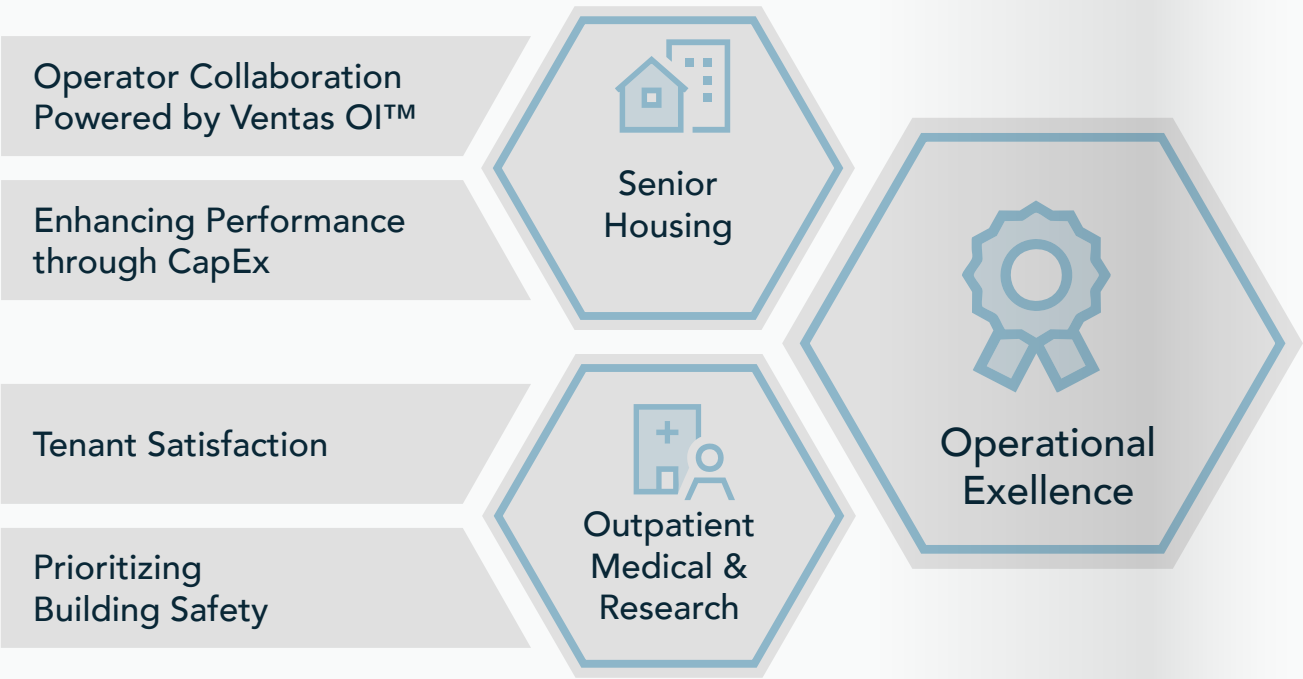 Operator Collaboration
Powered by Ventas OI™
Enhancing Performance
through CapEx
Senior
Housing
Tenant Satisfaction
Prioritizing
Building Safety
Outpatient
Medical &
Research
Operational
Exellence